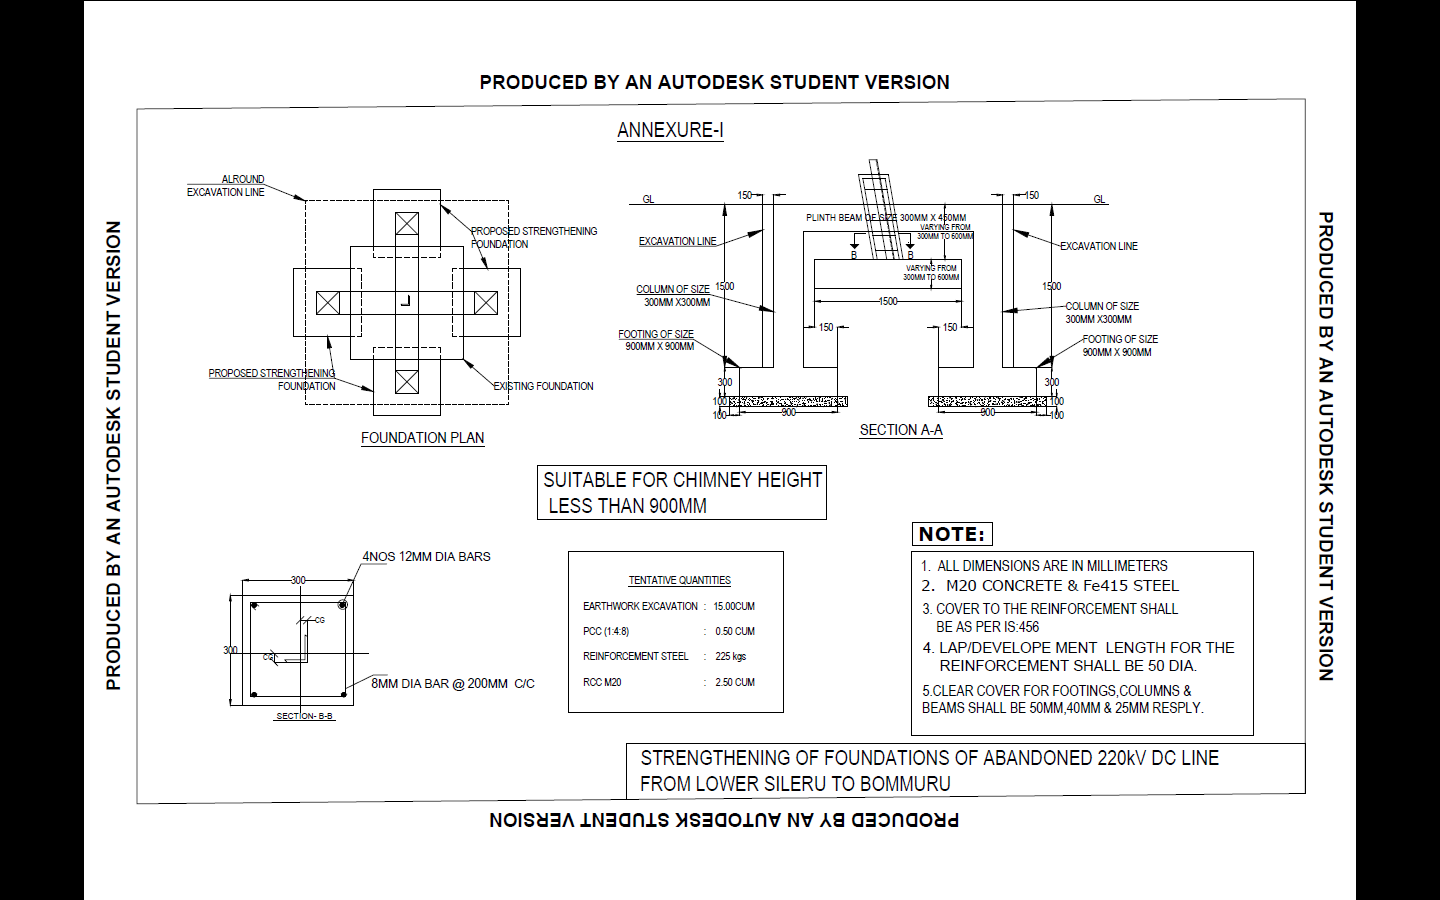 PRODUCED BY AN AUTODESK STUDENT VERSION
PRODUCED BY AN AUTODESK STUDENT VERSION
PRODUCED BY AN AUTODESK STUDENT VERSION
ANNEXURE-I
ALROUND
EXCAVATION LINE
PROPOSED STRENGTHENING
FOUNDATION
PROPOSED STRENGTHENING
FOUNDATION
EXISTING FOUNDATION
FOUNDATION PLAN
GL
150
150
GL
PLINTH BEAM OF SIZE 300MM X 450MM
VARYING FROM
300MM TO 600MM
EXCAVATION LINE
EXCAVATION LINE
B
B
VARYING FROM
300MM TO 600MM
COLUMN OF SIZE
300MM X300MM
1500
1500
1500
COLUMN OF SIZE
300MM X300MM
FOOTING OF SIZE
900MM X 900MM
150
150
FOOTING OF SIZE
900MM X 900MM
300
300
100
100
100
900
900
100
SECTION A-A
SUITABLE FOR CHIMNEY HEIGHT
LESS THAN 900MM
4NOS 12MM DIA BARS
300
CG
300
CG
8MM DIA BAR @ 200MM C/C
SECTION- B-B
TENTATIVE QUANTITIES
EARTHWORK EXCAVATION : 15.00CUM
PCC (1:4:8) : 0.50 CUM
REINFORCEMENT STEEL : 225 kgs
RCC M20 : 2.50 CUM
NOTE:
1. ALL DIMENSIONS ARE IN MILLIMETERS
2. M20 CONCRETE & Fe415 STEEL
3. COVER TO THE REINFORCEMENT SHALL
BE AS PER IS:456
4. LAP/DEVELOPE MENT LENGTH FOR THE
REINFORCEMENT SHALL BE 50 DIA.
5.CLEAR COVER FOR FOOTINGS,COLUMNS &
BEAMS SHALL BE 50MM,40MM & 25MM RESPLY.
STRENGTHENING OF FOUNDATIONS OF ABANDONED 220kV DC LINE
FROM LOWER SILERU TO BOMMURU
PRODUCED BY AN AUTODESK STUDENT VERSION